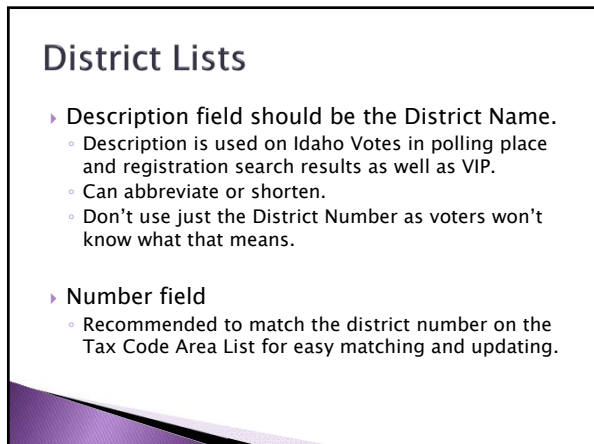 District Lists
Description field should be the District Name.
Description is used on Idaho Votes in polling place
and registration search results as well as VIP.
Can abbreviate or shorten.
Don't use just the District Number as voters won't
know what that means.
Number field
Recommended to match the district number on the
Tax Code Area List for easy matching and updating.